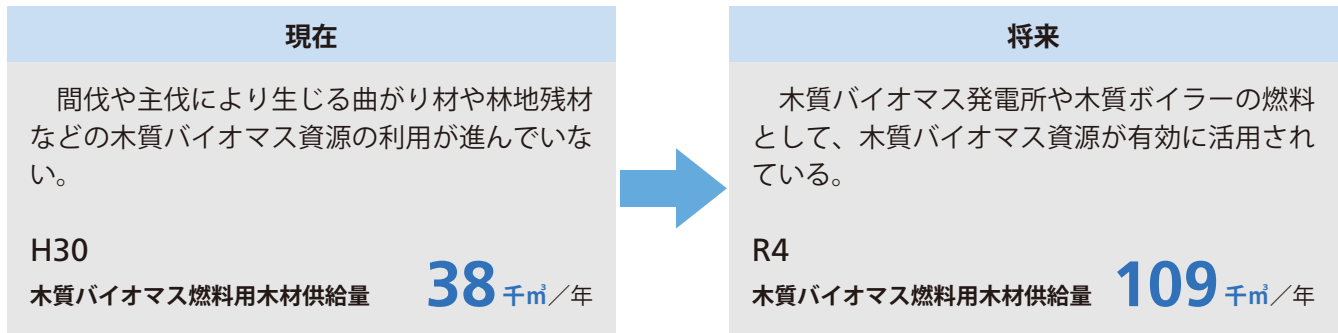 現在
　間伐や主伐により生じる曲がり材や林地残材
などの木質バイオマス資源の利用が進んでいな
い。
H30
木質バイオマス燃料用木材供給量　38千㎥／年
将来
　木質バイオマス発電所や木質ボイラーの燃料
として、木質バイオマス資源が有効に活用され
ている。
R4
木質バイオマス燃料用木材供給量　109千㎥／年